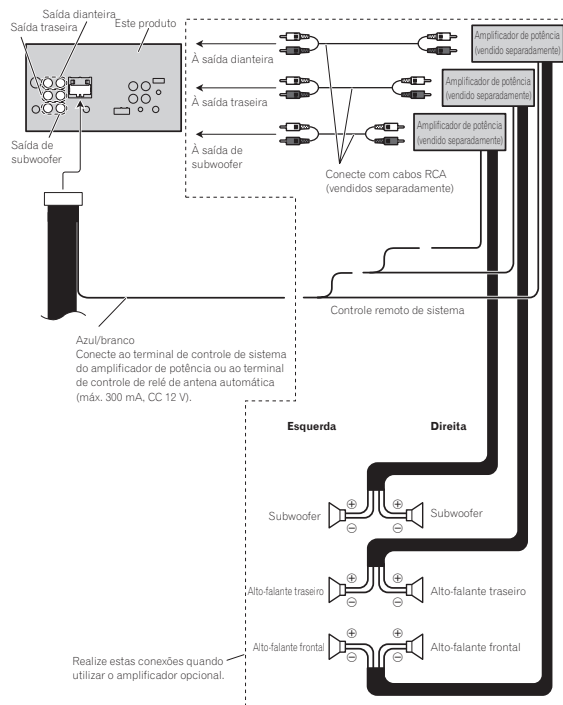 Saída dianteira
Saída traseira
Este produto
À saída dianteira
Amplificador de potência
(vendido separadamente)
À saída traseira
Amplificador de potência
(vendido separadamente)
Saída de
subwoofer
À saída de
subwoofer
Amplificador de potência
(vendido separadamente)
Conecte com cabos RCA
(vendidos separadamente)
Controle remoto de sistema
Azul/branco
Conecte ao terminal de controle de sistema
do amplificador de potência ou ao terminal
de controle de relé de antena automática
(máx. 300 mA, CC 12 V).
Esquerda
Direita
⊕ ⊕
Subwoofer
Subwoofer
⊖ ⊖
⊕ ⊕
Alto-falante traseiro
Alto-falante traseiro
⊖ ⊖
⊕ ⊕
Alto-falante frontal
Alto-falante frontal
⊖ ⊖
Realize estas conexões quando
utilizar o amplificador opcional.